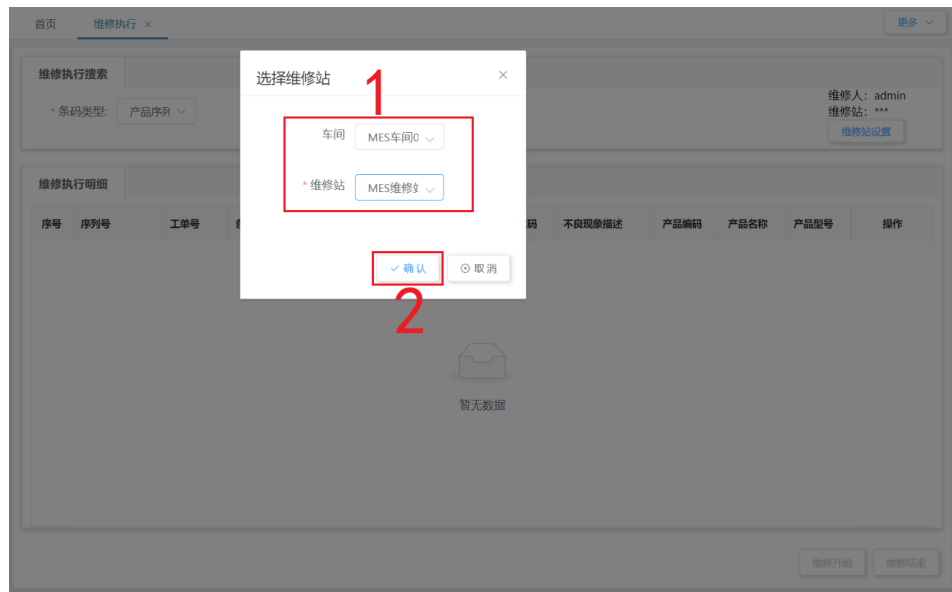 首页 维修执行 × 更多
维修执行搜索
* 条码类型: 产品序列
维修人: admin
维修站: ***
维修站设置
选择维修站 ×
1
车间 MES车间0
* 维修站 MES维修
确认 取消
2
维修执行明细
序号 序列号 工单号 码 不良现象描述 产品编码 产品名称 产品型号 操作
暂无数据
维修开始 维修结束